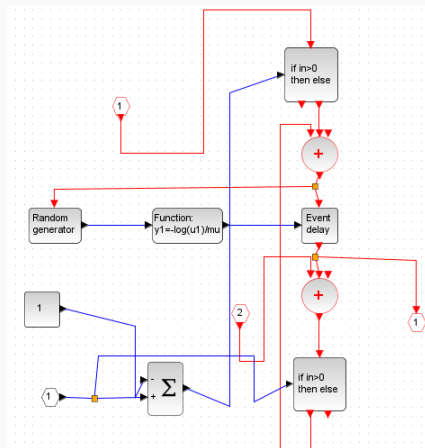 if in>0
then else
1
+
Random
generator
Function:
y1=-log(u1)/mu
Event
delay
+
1
2
1
1
-
+
Σ
if in>0
then else